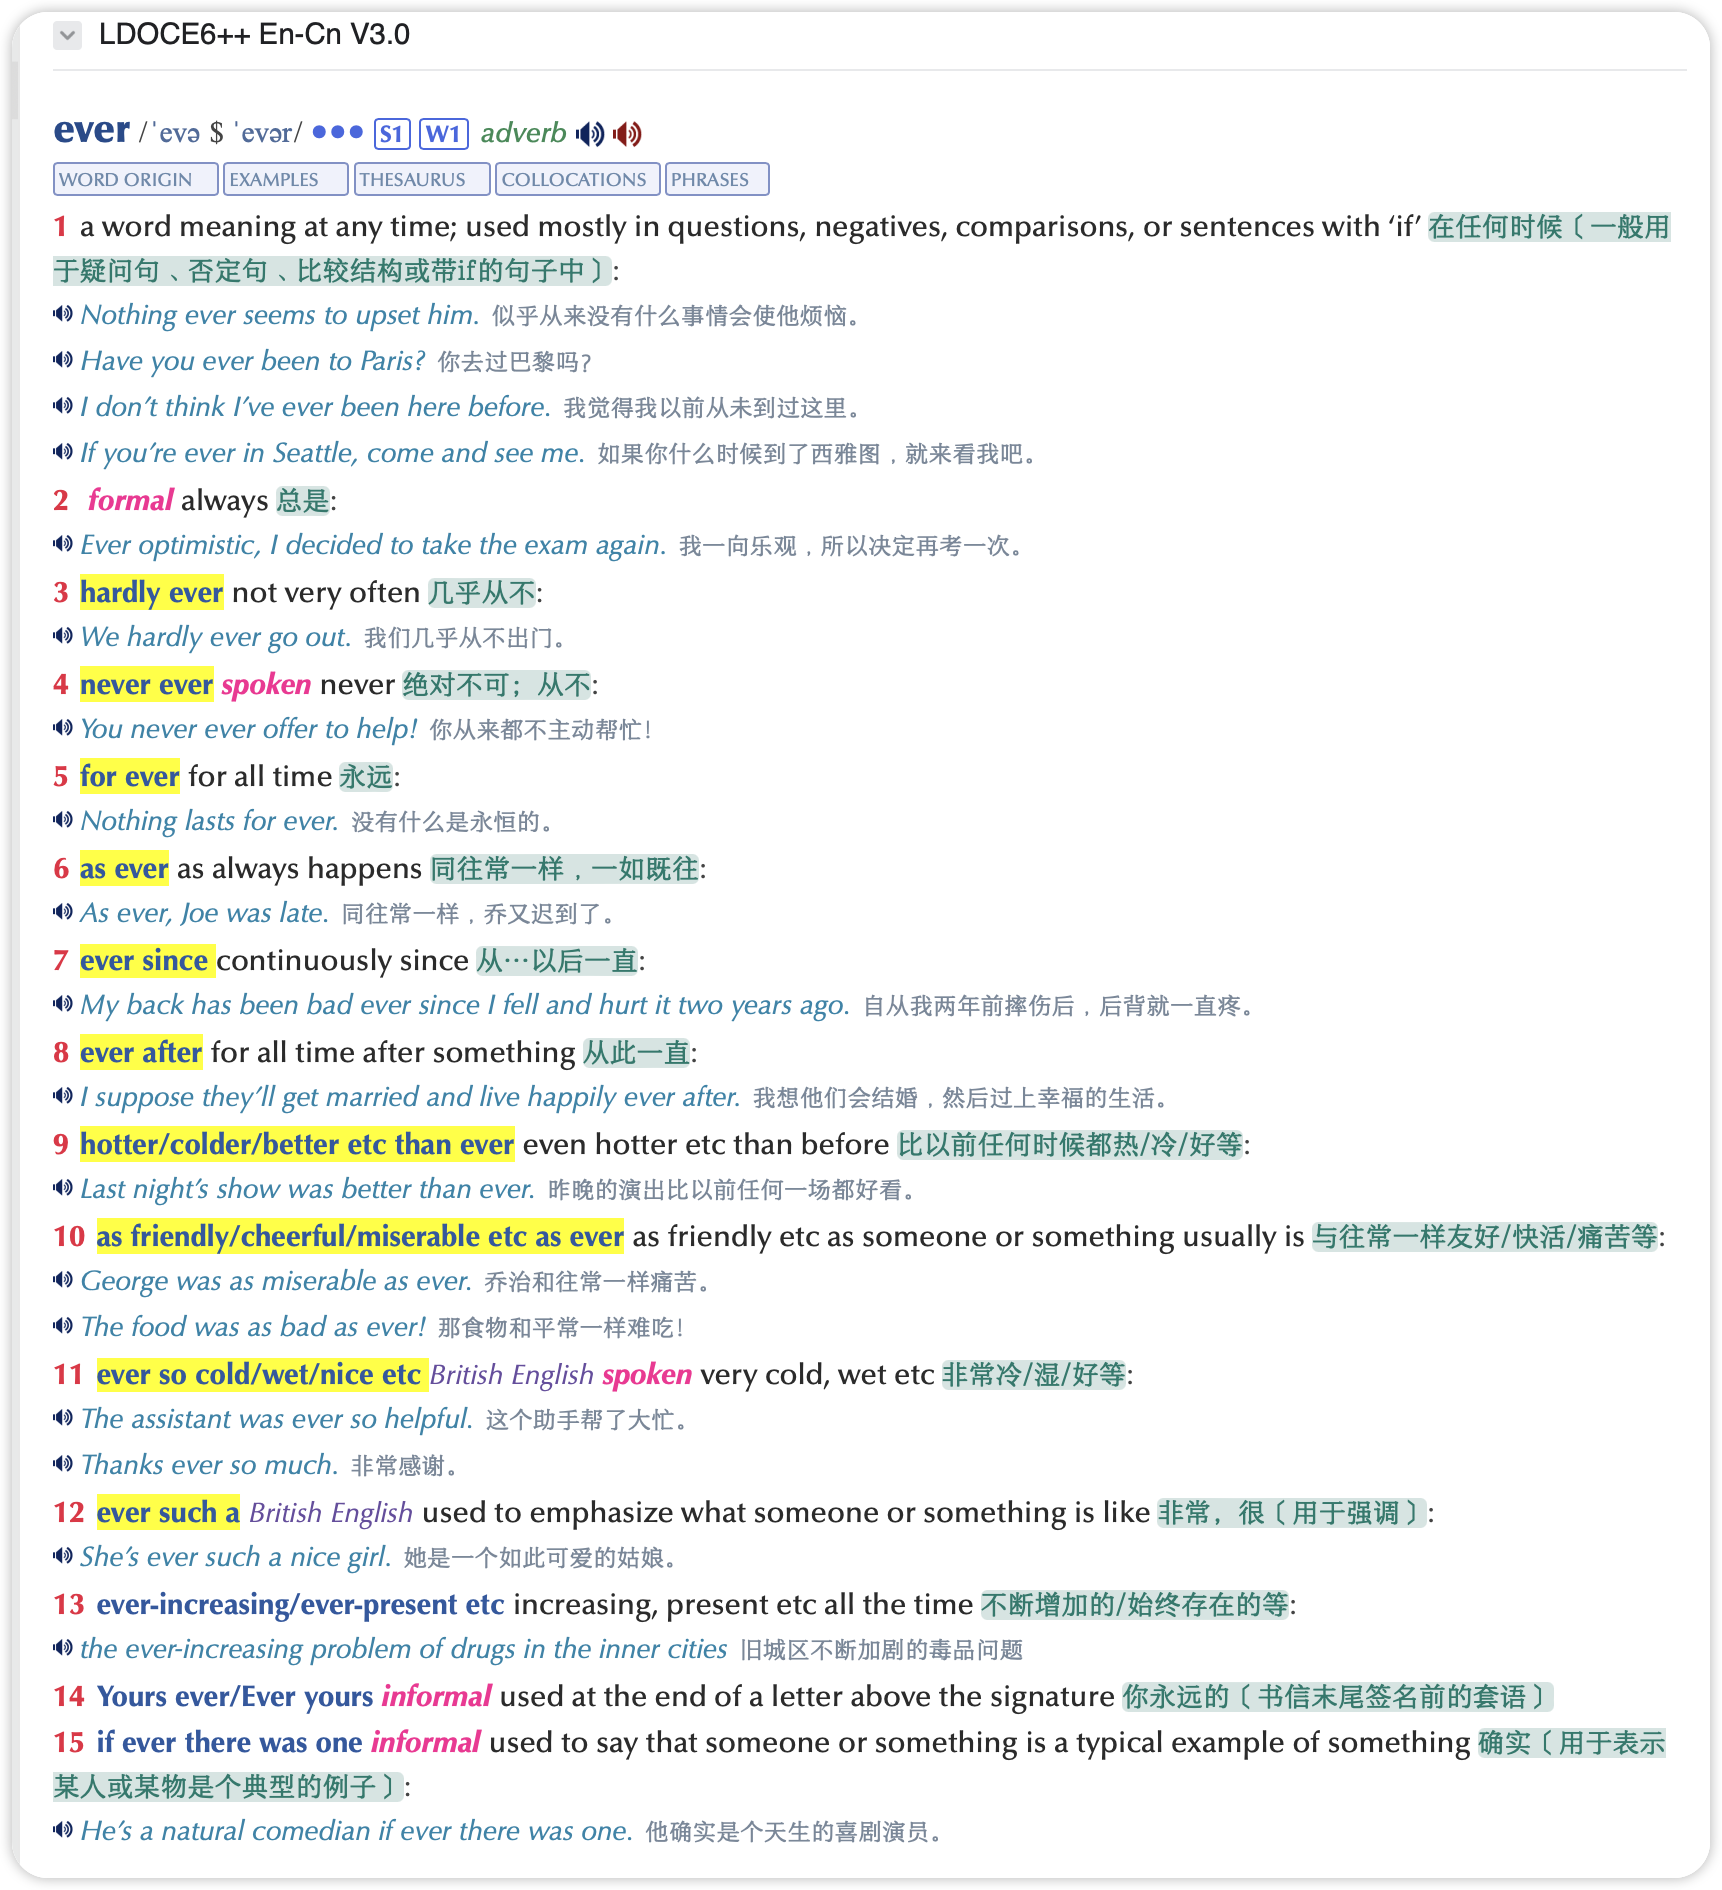 LDOCE6++ En-Cn V3.0
ever /ˈevə $ ˈevər/ ●●● S1 W1 adverb
WORD ORIGIN EXAMPLES THESAURUS COLLOCATIONS PHRASES
1 a word meaning at any time; used mostly in questions, negatives, comparisons, or sentences with ‘if’ 在任何时候〔一般用
于疑问句﹑否定句﹑比较结构或带if的句子中〕:
Nothing ever seems to upset him. 似乎从来没有什么事情会使他烦恼。
Have you ever been to Paris? 你去过巴黎吗?
I don’t think I’ve ever been here before. 我觉得我以前从未到过这里。
If you’re ever in Seattle, come and see me. 如果你什么时候到了西雅图，就来看我吧。
2 formal always 总是:
Ever optimistic, I decided to take the exam again. 我一向乐观，所以决定再考一次。
3 hardly ever not very often 几乎从不:
We hardly ever go out. 我们几乎从不出门。
4 never ever spoken never 绝对不可；从不:
You never ever offer to help! 你从来都不主动帮忙!
5 for ever for all time 永远:
Nothing lasts for ever. 没有什么是永恒的。
6 as ever as always happens 同往常一样，一如既往:
As ever, Joe was late. 同往常一样，乔又迟到了。
7 ever since continuously since 从…以后一直:
My back has been bad ever since I fell and hurt it two years ago. 自从我两年前摔伤后，后背就一直疼。
8 ever after for all time after something 从此一直:
I suppose they’ll get married and live happily ever after. 我想他们会结婚，然后过上幸福的生活。
9 hotter/colder/better etc than ever even hotter etc than before 比以前任何时候都热/冷/好等:
Last night’s show was better than ever. 昨晚的演出比以前任何一场都好看。
10 as friendly/cheerful/miserable etc as ever as friendly etc as someone or something usually is 与往常一样友好/快活/痛苦等:
George was as miserable as ever. 乔治和往常一样痛苦。
The food was as bad as ever! 那食物和平常一样难吃!
11 ever so cold/wet/nice etc British English spoken very cold, wet etc 非常冷/湿/好等:
The assistant was ever so helpful. 这个助手帮了大忙。
Thanks ever so much. 非常感谢。
12 ever such a British English used to emphasize what someone or something is like 非常，很〔用于强调〕:
She’s ever such a nice girl. 她是一个如此可爱的姑娘。
13 ever-increasing/ever-present etc increasing, present etc all the time 不断增加的/始终存在的等:
the ever-increasing problem of drugs in the inner cities 旧城区不断加剧的毒品问题
14 Yours ever/Ever yours informal used at the end of a letter above the signature 你永远的〔书信末尾签名前的套语〕
15 if ever there was one informal used to say that someone or something is a typical example of something 确实〔用于表示
某人或某物是个典型的例子〕:
He’s a natural comedian if ever there was one. 他确实是个天生的喜剧演员。